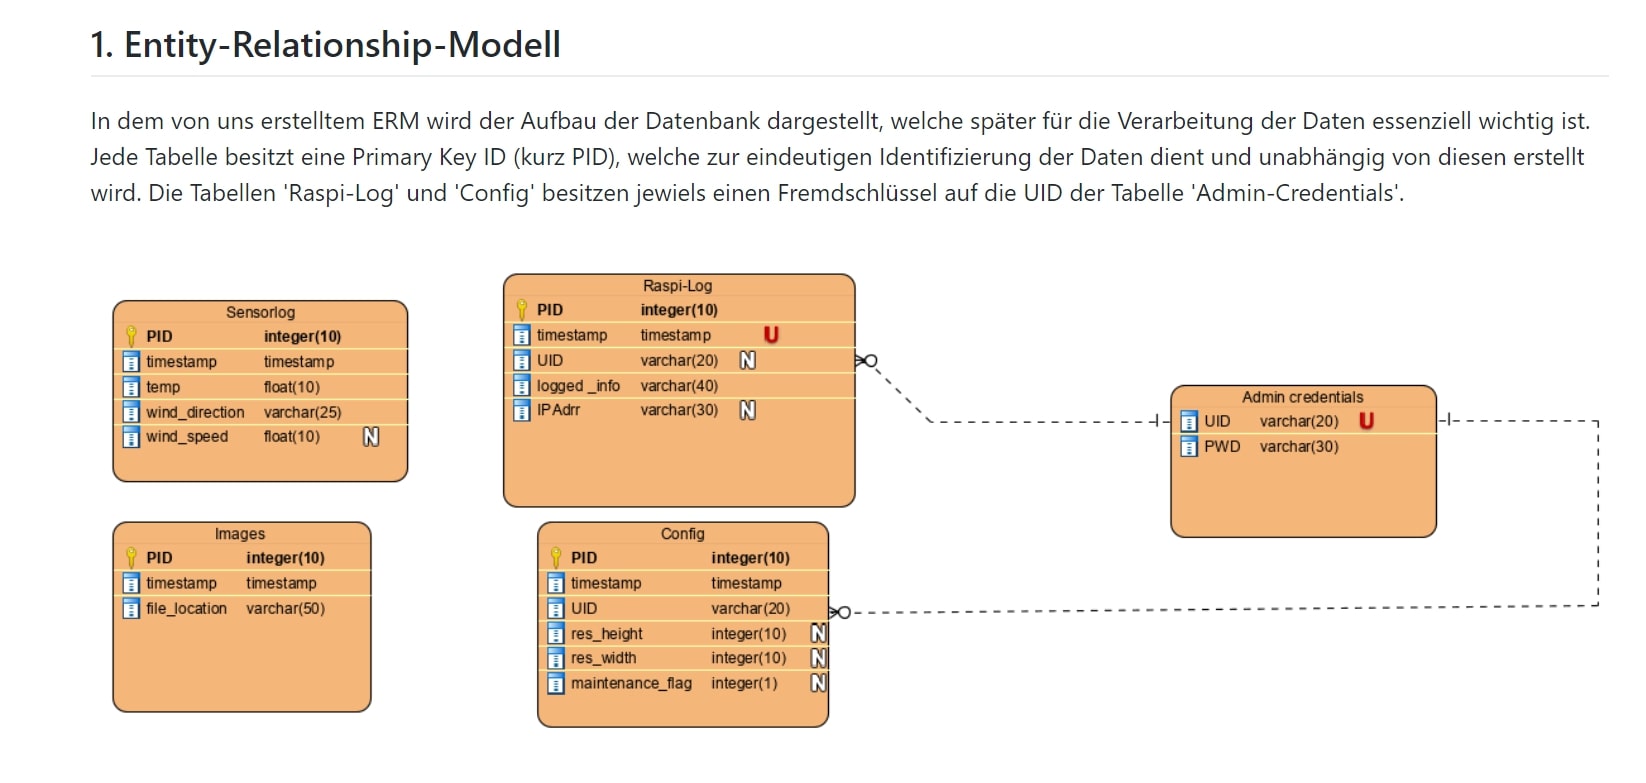 1. Entity-Relationship-Modell
In dem von uns erstelltem ERM wird der Aufbau der Datenbank dargestellt, welche später für die Verarbeitung der Daten essenziell wichtig ist.
Jede Tabelle besitzt eine Primary Key ID (kurz PID), welche zur eindeutigen Identifizierung der Daten dient und unabhängig von diesen erstellt
wird. Die Tabellen 'Raspi-Log' und 'Config' besitzen jewiels einen Fremdschlüssel auf die UID der Tabelle 'Admin-Credentials'.
Sensorlog
PID integer(10)
timestamp timestamp
temp float(10)
wind_direction varchar(25)
wind_speed float(10) N
Raspi-Log
PID integer(10)
timestamp timestamp U
UID varchar(20) N
logged_info varchar(40)
IPAdrr varchar(30) N
Admin credentials
UID varchar(20) U
PWD varchar(30)
Images
PID integer(10)
timestamp timestamp
file_location varchar(50)
Config
PID integer(10)
timestamp timestamp
UID varchar(20)
res_height integer(10) N
res_width integer(10) N
maintenance_flag integer(1) N